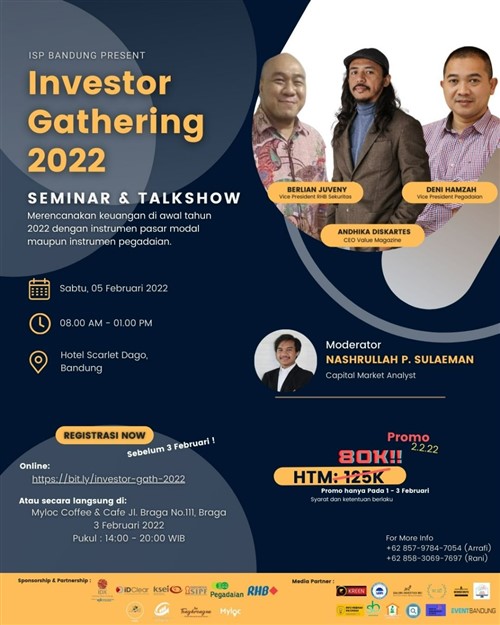 ISP BANDUNG PRESENT
Investor
Gathering
2022
SEMINAR & TALKSHOW
Merencanakan keuangan di awal tahun
2022 dengan instrumen pasar modal
maupun instrumen pegadaian.
BERLIAN JUVENY
Vice President RHB Sekuritas
DENI HAMZAH
Vice President Pegadaian
ANDHIKA DISKARTES
CEO Value Magazine
Sabtu, 05 Februari 2022
08.00 AM - 01.00 PM
Hotel Scarlet Dago,
Bandung
Moderator
NASHRULLAH P. SULAEMAN
Capital Market Analyst
REGISTRASI NOW
Sebelum 3 Februari !
Online:
https://bit.ly/investor-gath-2022
Atau secara langsung di:
Myloc Coffee & Cafe Jl. Braga No.111, Braga
3 Februari 2022
Pukul : 14:00 - 20:00 WIB
Promo
2.2.22
80K!!
HTM: 125K
Promo hanya Pada 1 - 3 Februari
Syarat dan ketentuan berlaku
For More Info
+62 857-9784-7054 (Arrafi)
+62 858-3069-7697 (Rani)
Sponsorship & Partnership :
IDClear
ksei
ISIPF
Pegadaian
RHB
Myloc
Media Partner :
KREEN
EVENTBANDUNG